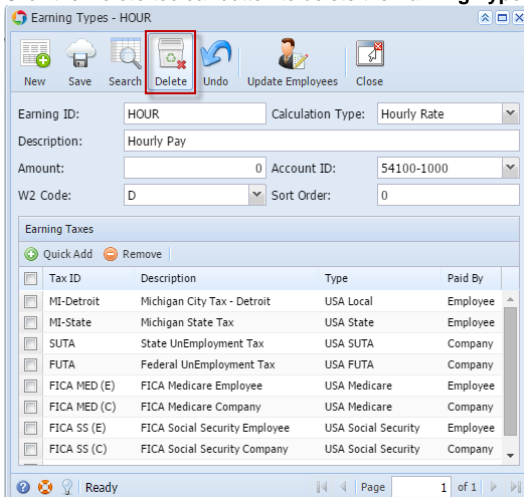 Earning Types - HOUR
New Save Search Delete Undo Update Employees Close
Earning ID: HOUR Calculation Type: Hourly Rate
Description: Hourly Pay
Amount: 0 Account ID: 54100-1000
W2 Code: D Sort Order: 0
Earning Taxes
Quick Add Remove
Tax ID Description Type Paid By
MI-Detroit Michigan City Tax - Detroit USA Local Employee
MI-State Michigan State Tax USA State Employee
SUTA State UnEmployment Tax USA SUTA Company
FUTA Federal UnEmployment Tax USA FUTA Company
FICA MED (E) FICA Medicare Employee USA Medicare Employee
FICA MED (C) FICA Medicare Company USA Medicare Company
FICA SS (E) FICA Social Security Employee USA Social Security Employee
FICA SS (C) FICA Social Security Company USA Social Security Company
Ready Page 1 of 1